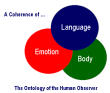 A Coherence of ...
Language
Emotion
Body
The Ontology of the Human Observer